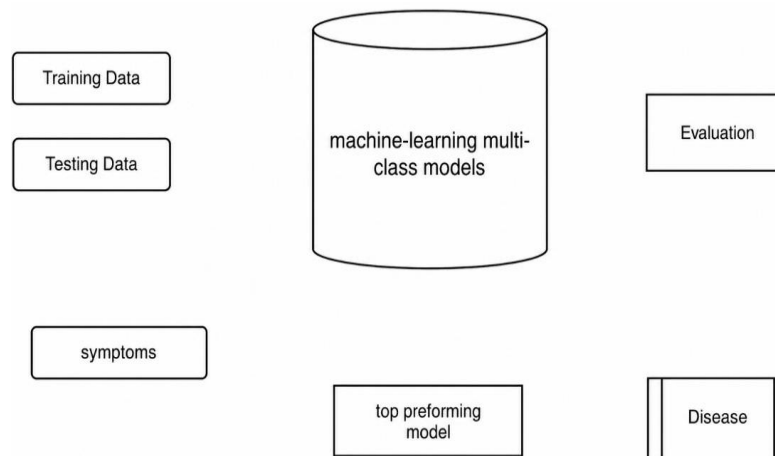 Training Data
Testing Data
machine-learning multi-
class models
Evaluation
symptoms
top preforming
model
Disease